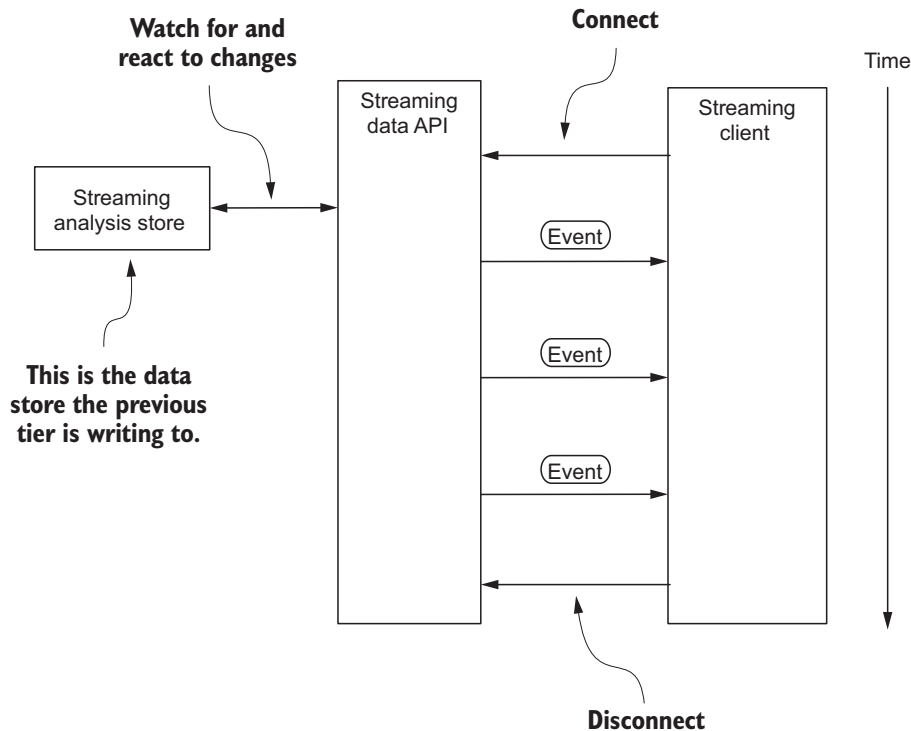 Watch for and
react to changes
Connect
Time
Streaming
data API
Streaming
client
Streaming
analysis store
Event
Event
This is the data
store the previous
tier is writing to.
Event
Disconnect